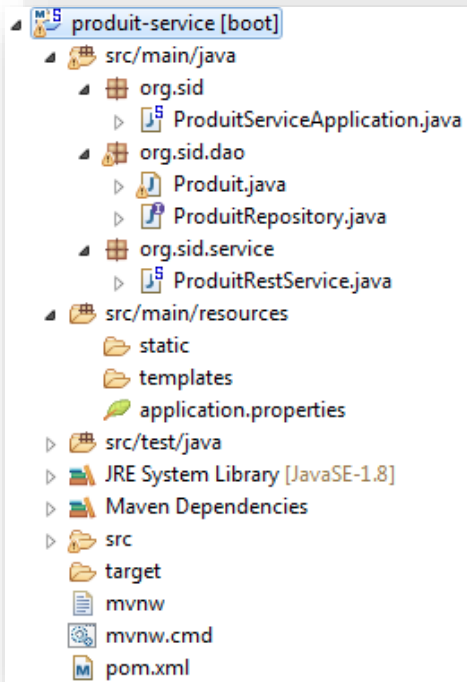 produit-service [boot]
src/main/java
org.sid
ProduitServiceApplication.java
org.sid.dao
Produit.java
ProduitRepository.java
org.sid.service
ProduitRestService.java
src/main/resources
static
templates
application.properties
src/test/java
JRE System Library [JavaSE-1.8]
Maven Dependencies
src
target
mvnw
mvnw.cmd
pom.xml